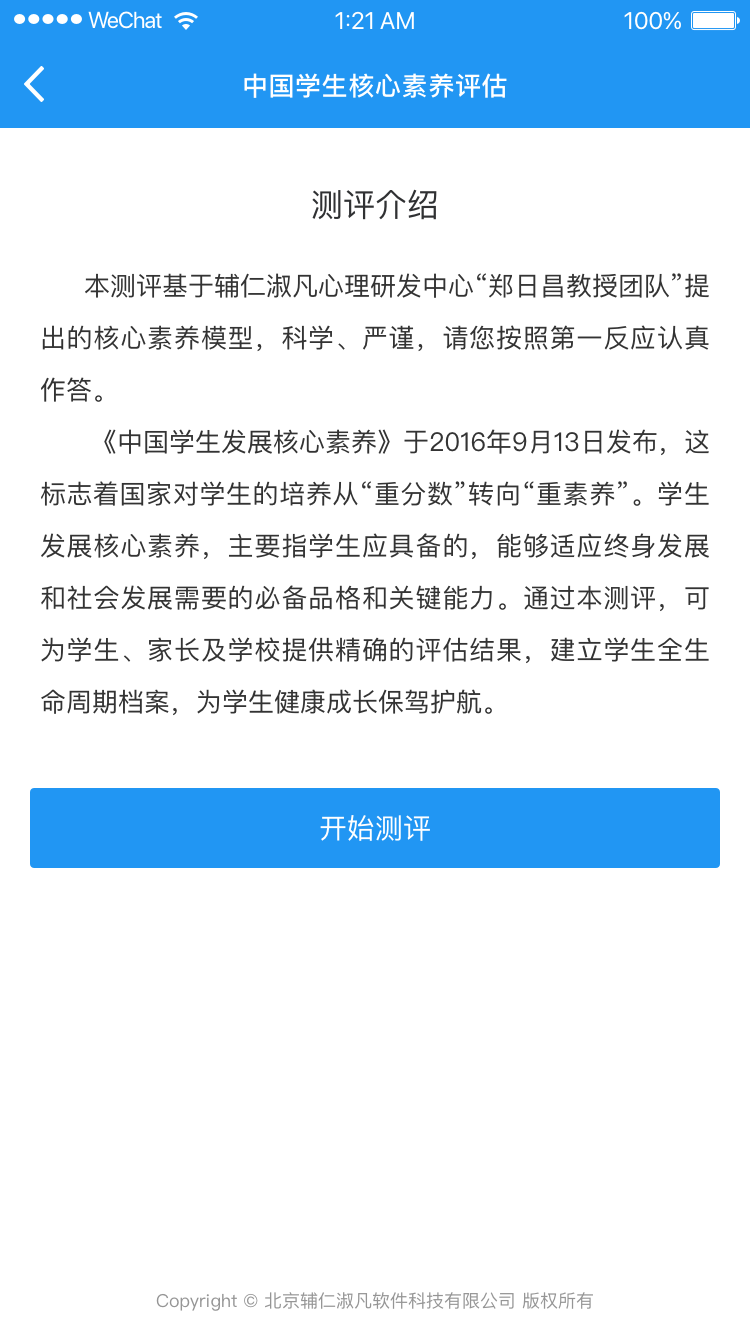 WeChat 1:21 AM 100%
中国学生核心素养评估
测评介绍
本测评基于辅仁淑凡心理研发中心“郑日昌教授团队”提
出的核心素养模型，科学、严谨，请您按照第一反应认真
作答。
《中国学生发展核心素养》于2016年9月13日发布，这
标志着国家对学生的培养从“重分数”转向“重素养”。学生
发展核心素养，主要指学生应具备的，能够适应终身发展
和社会发展需要的必备品格和关键能力。通过本测评，可
为学生、家长及学校提供精确的评估结果，建立学生全生
命周期档案，为学生健康成长保驾护航。
开始测评
Copyright © 北京辅仁淑凡软件科技有限公司 版权所有